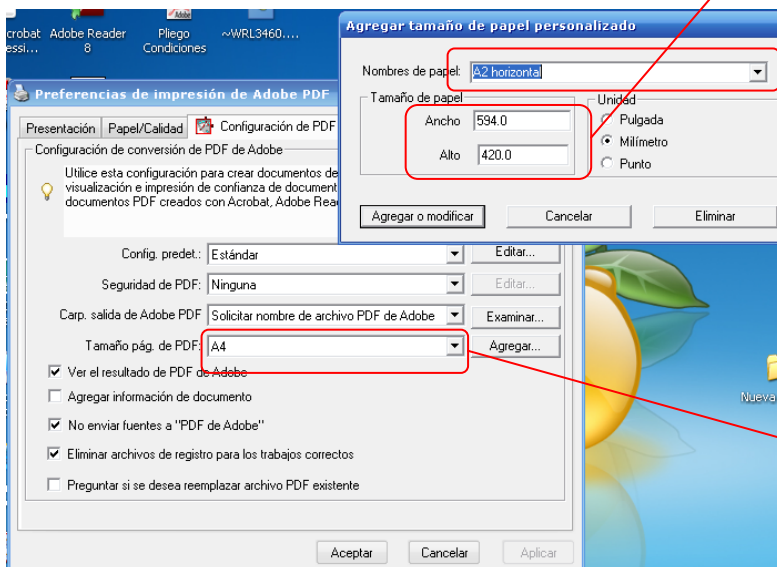 crobat Adobe Reader Pliego ~WRL3460....
essi... 8 Condiciones
Adobe
Agregar tamaño de papel personalizado
Nombres de papel: A2 horizontal
Tamaño de papel
Ancho 594.0
Alto 420.0
Unidad
Pulgada
Milímetro
Punto
Agregar o modificar Cancelar Eliminar
Preferencias de impresión de Adobe PDF
Presentación Papel/Calidad Configuración de PDF
Configuración de conversión de PDF de Adobe
Utilice esta configuración para crear documentos de
visualización e impresión de confianza de document
documentos PDF creados con Acrobat, Adobe Rea
Config. predet.: Estándar Editar...
Seguridad de PDF: Ninguna Editar...
Carp. salida de Adobe PDF Solicitar nombre de archivo PDF de Adobe Examinar...
Tamaño pág. de PDF: A4 Agregar...
Ver el resultado de PDF de Adobe
Agregar información de documento
No enviar fuentes a "PDF de Adobe"
Eliminar archivos de registro para los trabajos correctos
Preguntar si se desea reemplazar archivo PDF existente
Aceptar Cancelar Aplicar
Nueva